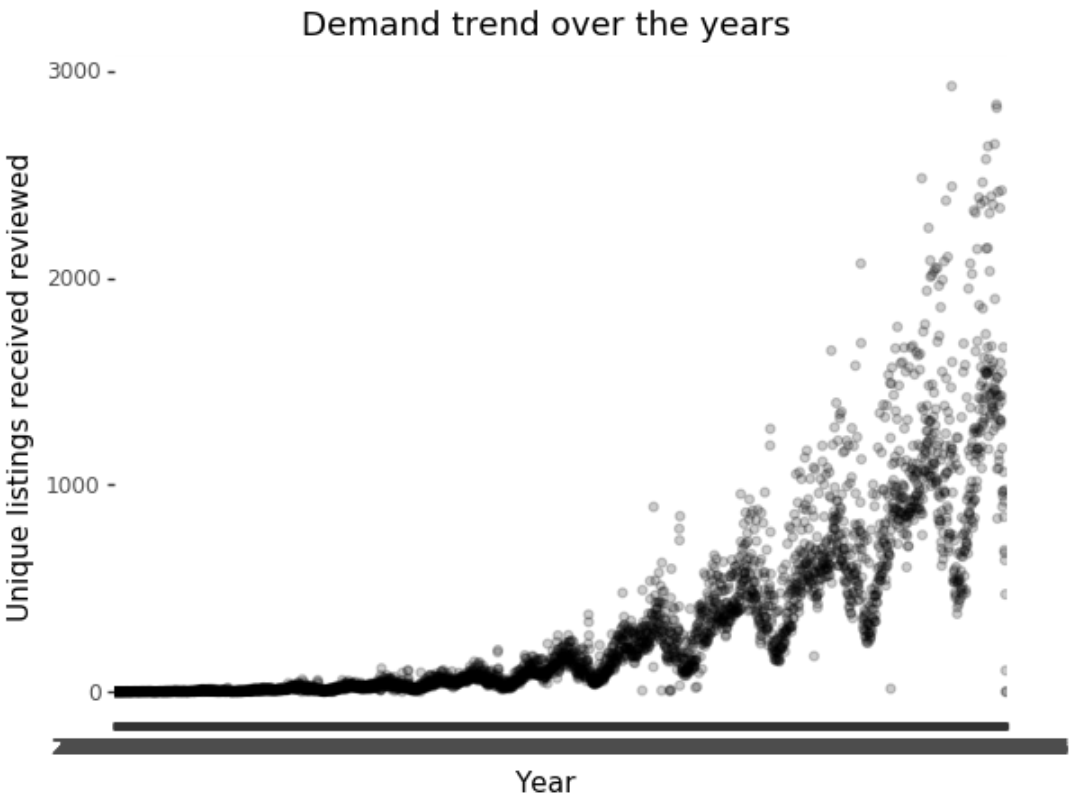 Demand trend over the years
3000
2000
1000
0
Unique listings received reviewed
Year